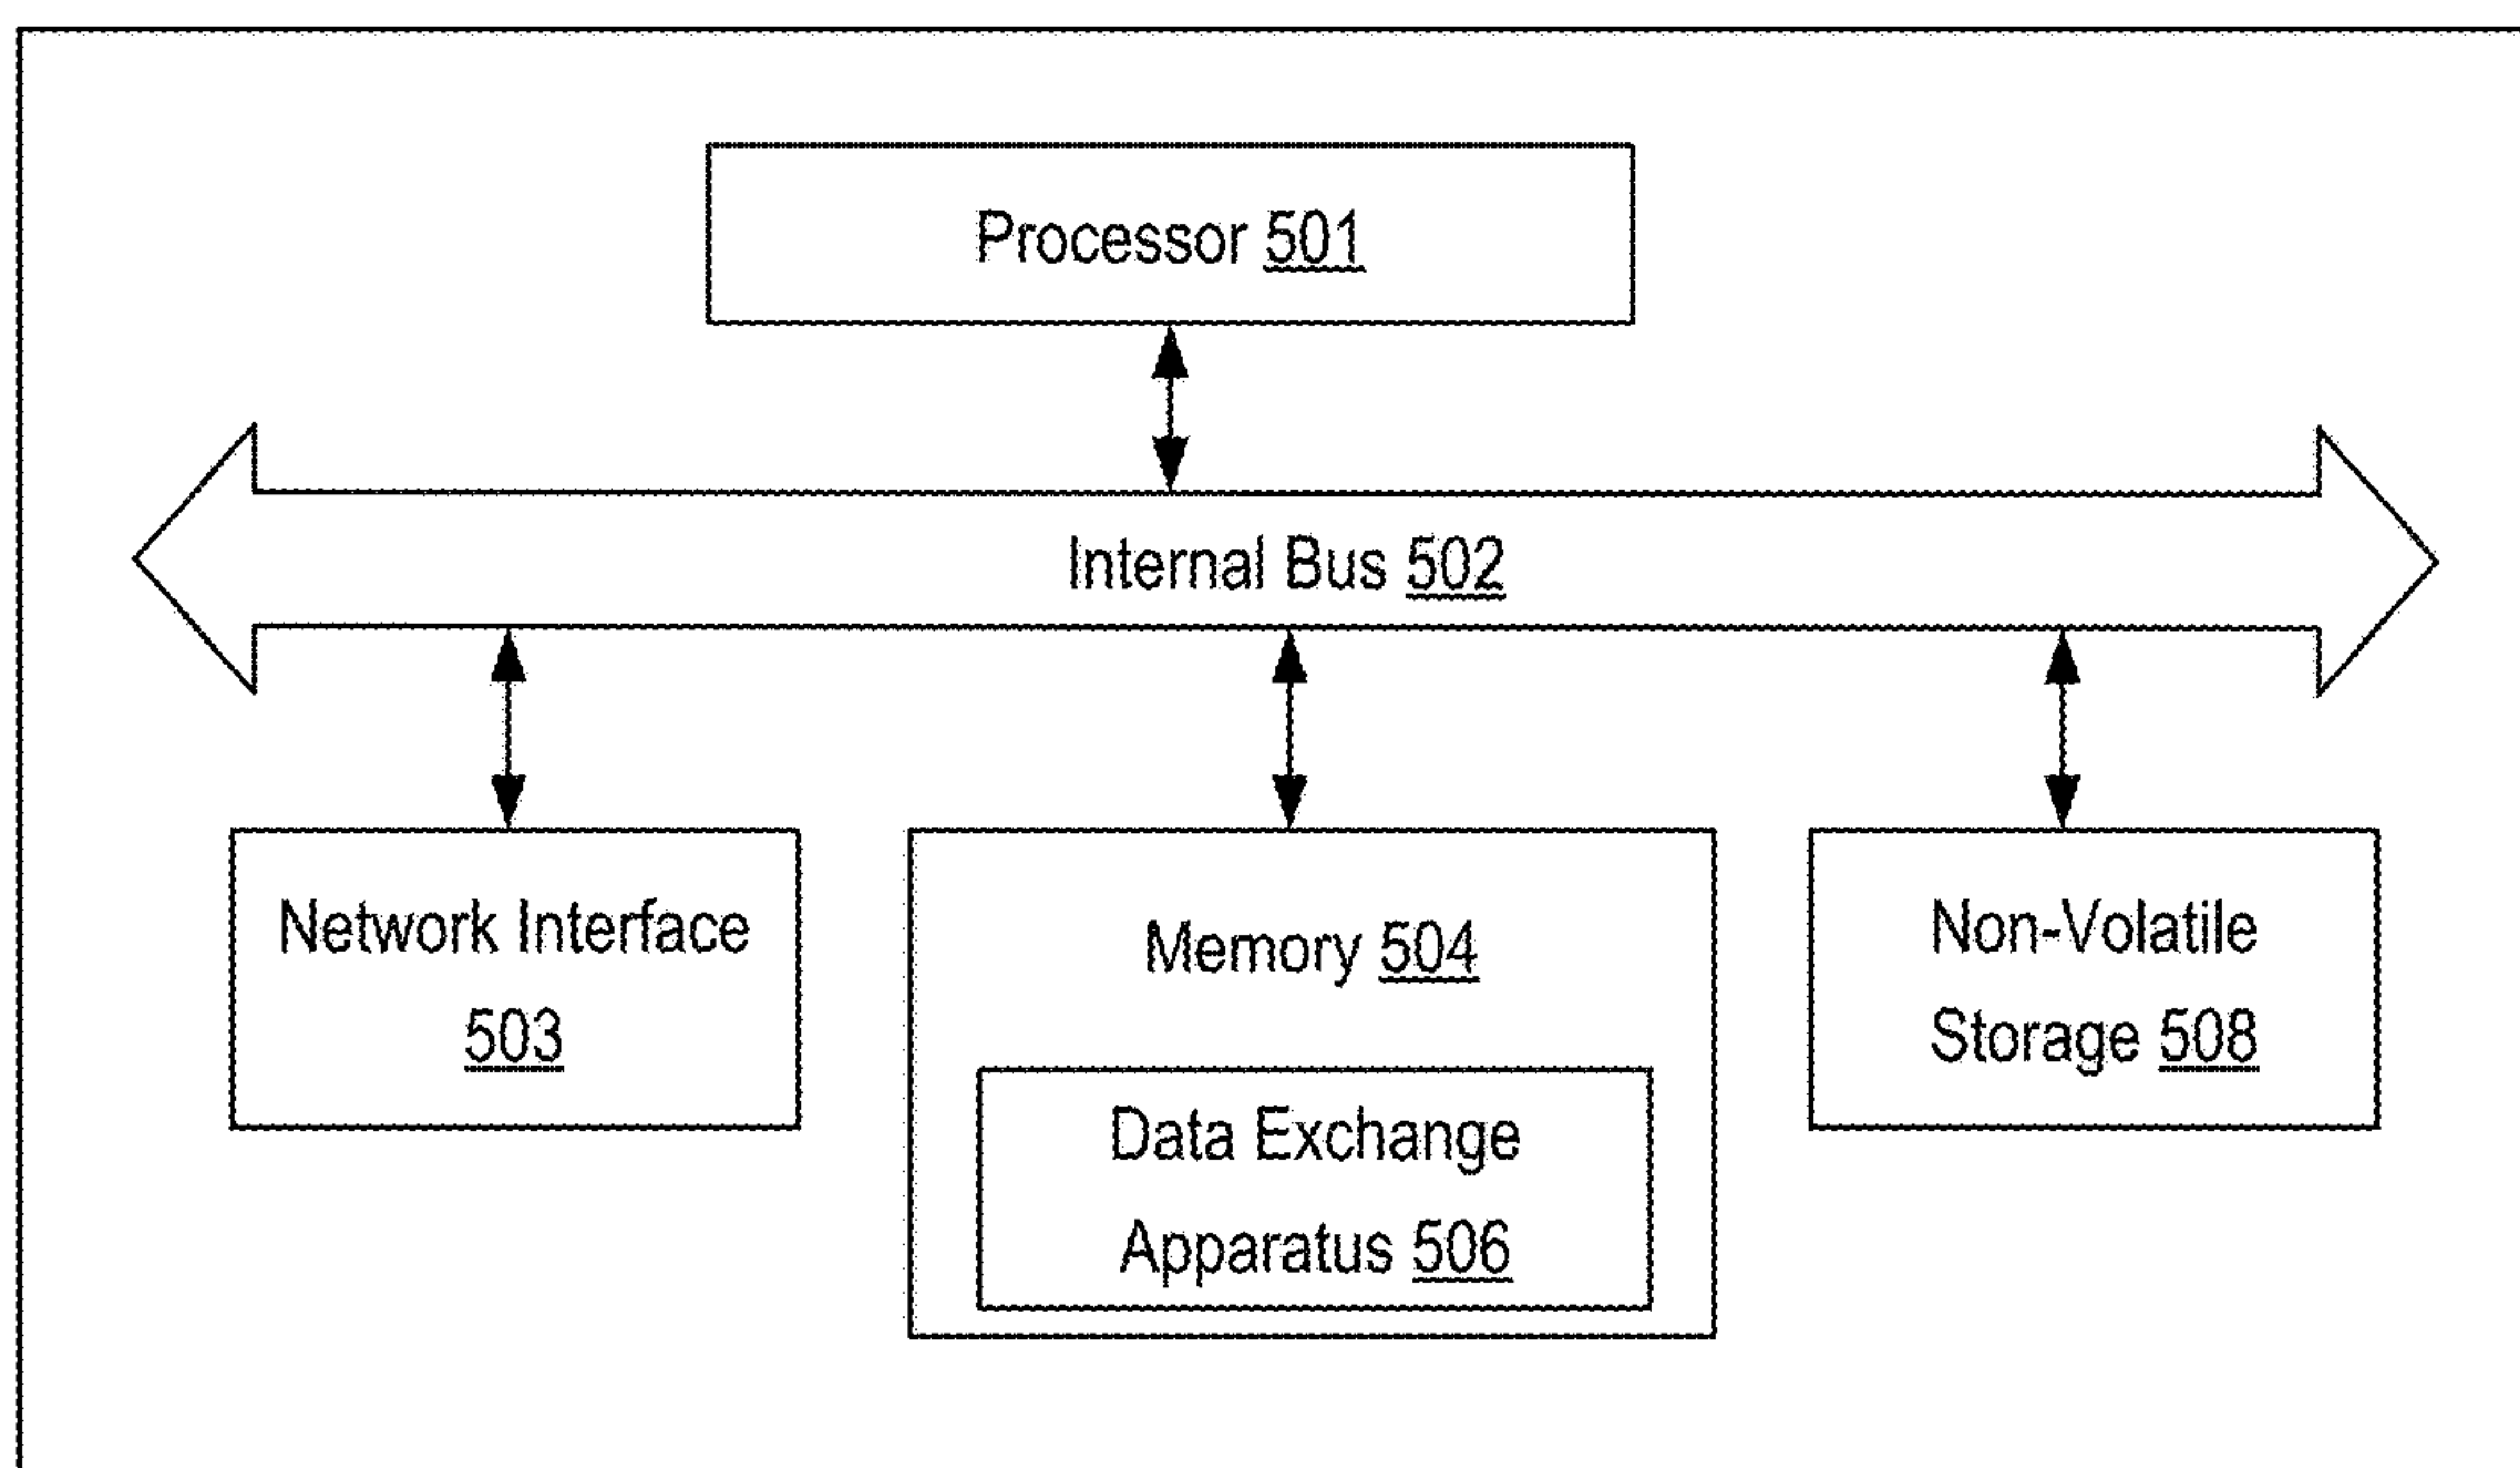 Processor 501
Internal Bus 502
Network Interface
503
Memory 504
Data Exchange
Apparatus 506
Non-Volatile
Storage 508